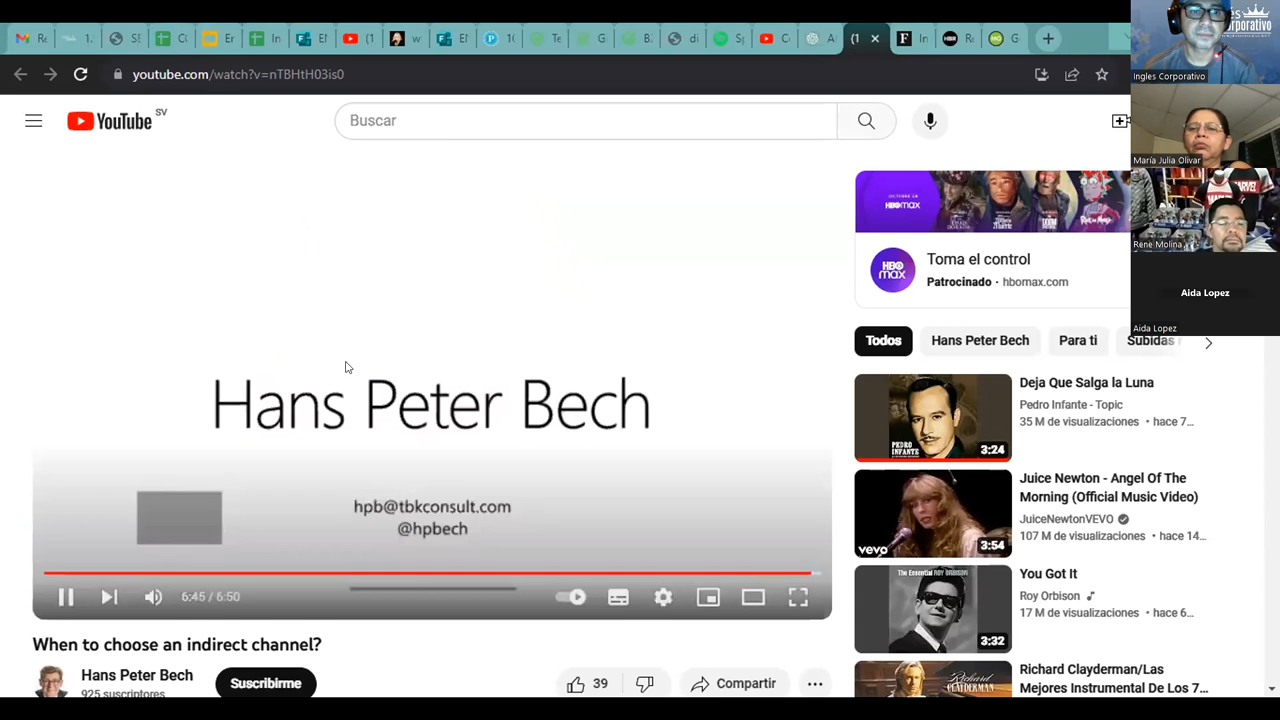 youtube.com/watch?v=nTBHtH03is0
YouTube SV
Buscar
Ingles Corporativo
María Julia Olivar
Rene Molina
Aida Lopez
Aida Lopez
HBO max
Toma el control
Patrocinado · hbomax.com
Todos
Hans Peter Bech
Para ti
Subidas
Hans Peter Bech
hpb@tbkconsult.com
@hpbech
6:45 / 6:50
When to choose an indirect channel?
Hans Peter Bech
925 suscriptores
Suscribirme
39
Compartir
Deja Que Salga la Luna
Pedro Infante - Topic
35 M de visualizaciones • hace 7...
PEDRO
INFANTE
3:24
Juice Newton - Angel Of The
Morning (Official Music Video)
JuiceNewtonVEVO
107 M de visualizaciones • hace 14...
vevo
3:54
You Got It
Roy Orbison
17 M de visualizaciones • hace 6...
3:32
Richard Clayderman/Las
Mejores Instrumental De Los 7...